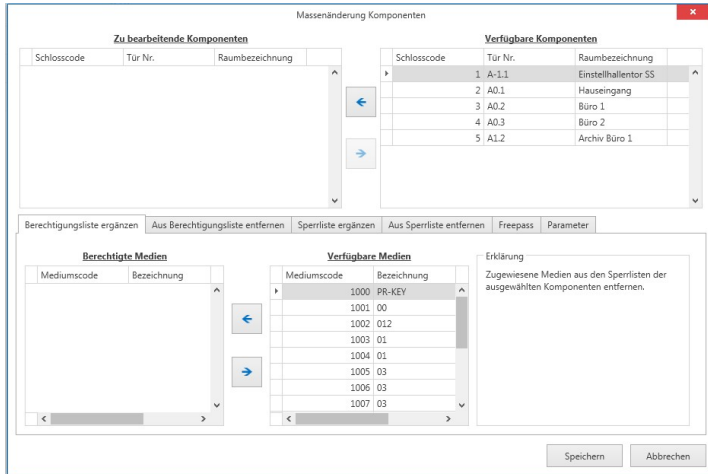 Massenänderung Komponenten
Zu bearbeitende Komponenten
Schlosscode Tür Nr. Raumbezeichnung
Verfügbare Komponenten
Schlosscode Tür Nr. Raumbezeichnung
1 A-1.1 Einstellhallentor SS
2 A0.1 Hauseingang
3 A0.2 Büro 1
4 A0.3 Büro 2
5 A1.2 Archiv Büro 1
Berechtigungsliste ergänzen Aus Berechtigungsliste entfernen Sperrliste ergänzen Aus Sperrliste entfernen Freepass Parameter
Berechtigte Medien
Mediumscode Bezeichnung
Verfügbare Medien
Mediumscode Bezeichnung
1000 PR-KEY
1001 00
1002 012
1003 01
1004 01
1005 03
1006 03
1007 03
Erklärung
Zugewiesene Medien aus den Sperrlisten der
ausgewählten Komponenten entfernen.
Speichern Abbrechen